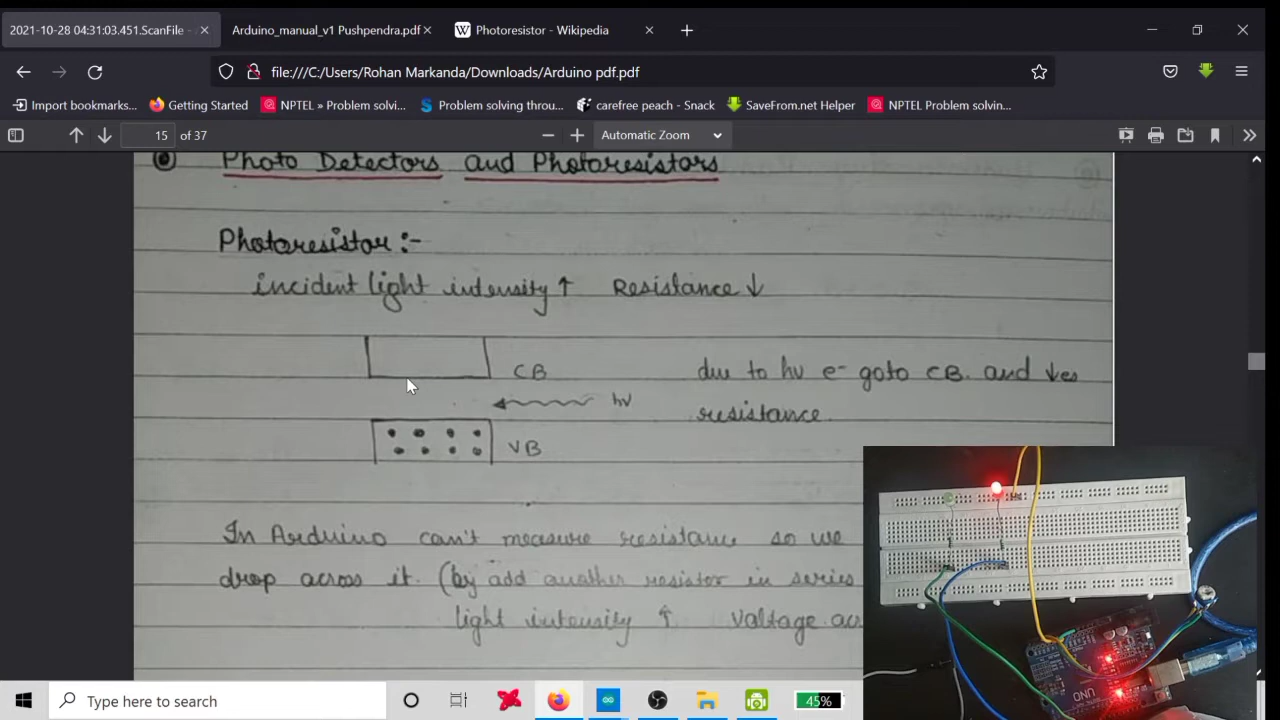 2021-10-28 04:31:03.451.ScanFile -
Arduino_manual_v1 Pushpendra.pdf
Photoresistor - Wikipedia
file:///C:/Users/Rohan Markanda/Downloads/Arduino pdf.pdf
Import bookmarks...
Getting Started
NPTEL » Problem solvi...
Problem solving throu...
carefree peach - Snack
SaveFrom.net Helper
NPTEL Problem solvin...
15 of 37
Automatic Zoom
Photo Detectors and Photoresistors
Photoresistor :-
incident light intensity ↑ Resistance ↓
CB
due to hν e- goto CB. and ↓es
hν
resistance.
VB
In Arduino can't measure resistance so we
drop across it. (by add another resistor in series
light intensity ↑ voltage
UNO
Type here to search
45%